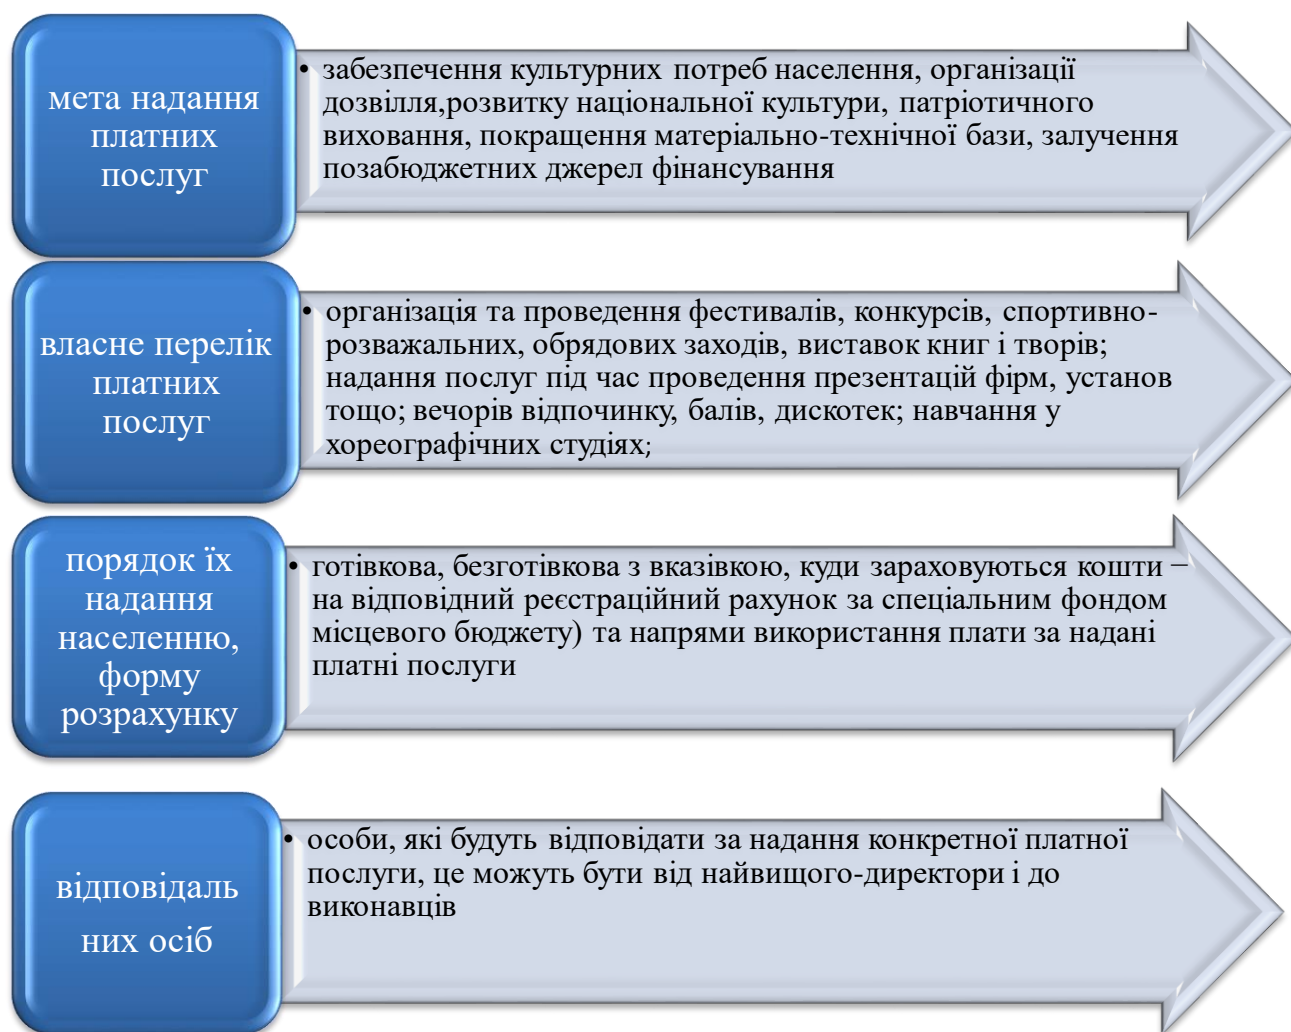 мета надання
платних
послуг
• забезпечення культурних потреб населення, організації
дозвілля,розвитку національної культури, патріотичного
виховання, покращення матеріально-технічної бази, залучення
позабюджетних джерел фінансування
власне перелік
платних
послуг
• організація та проведення фестивалів, конкурсів, спортивно-
розважальних, обрядових заходів, виставок книг і творів;
надання послуг під час проведення презентацій фірм, установ
тощо; вечорів відпочинку, балів, дискотек; навчання у
хореографічних студіях;
порядок їх
надання
населенню,
форму
розрахунку
• готівкова, безготівкова з вказівкою, куди зараховуються кошти –
на відповідний реєстраційний рахунок за спеціальним фондом
місцевого бюджету) та напрями використання плати за надані
платні послуги
відповідаль
них осіб
• особи, які будуть відповідати за надання конкретної платної
послуги, це можуть бути від найвищого-директори і до
виконавців